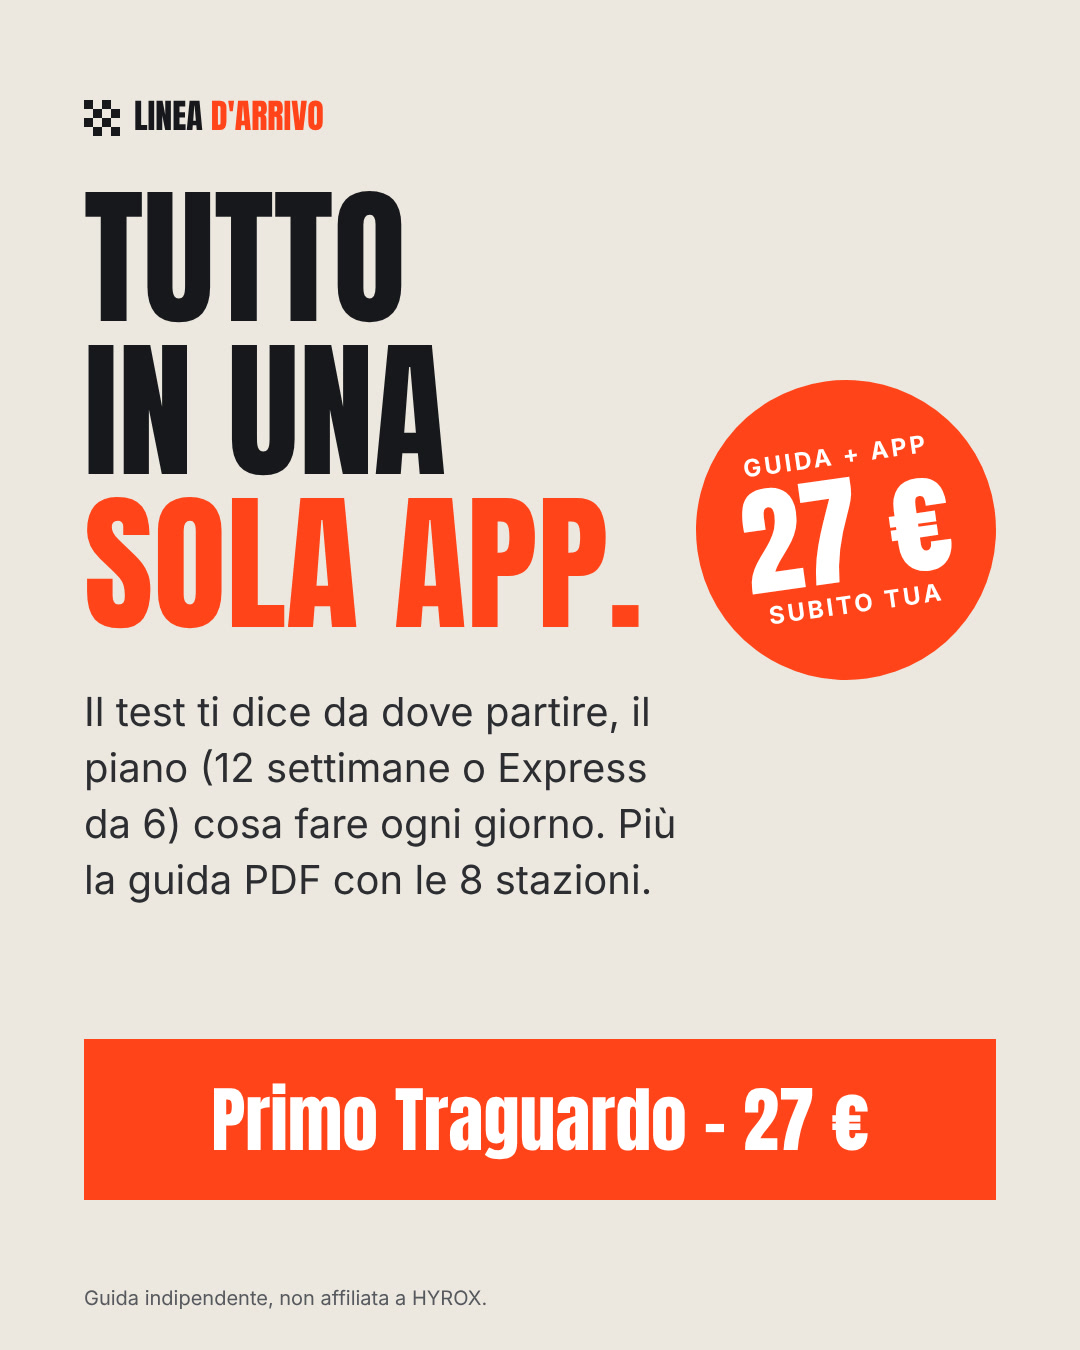 LINEA D'ARRIVO
TUTTO
IN UNA
SOLA APP.
GUIDA + APP
27 €
SUBITO TUA
Il test ti dice da dove partire, il
piano (12 settimane o Express
da 6) cosa fare ogni giorno. Più
la guida PDF con le 8 stazioni.
Primo Traguardo - 27 €
Guida indipendente, non affiliata a HYROX.